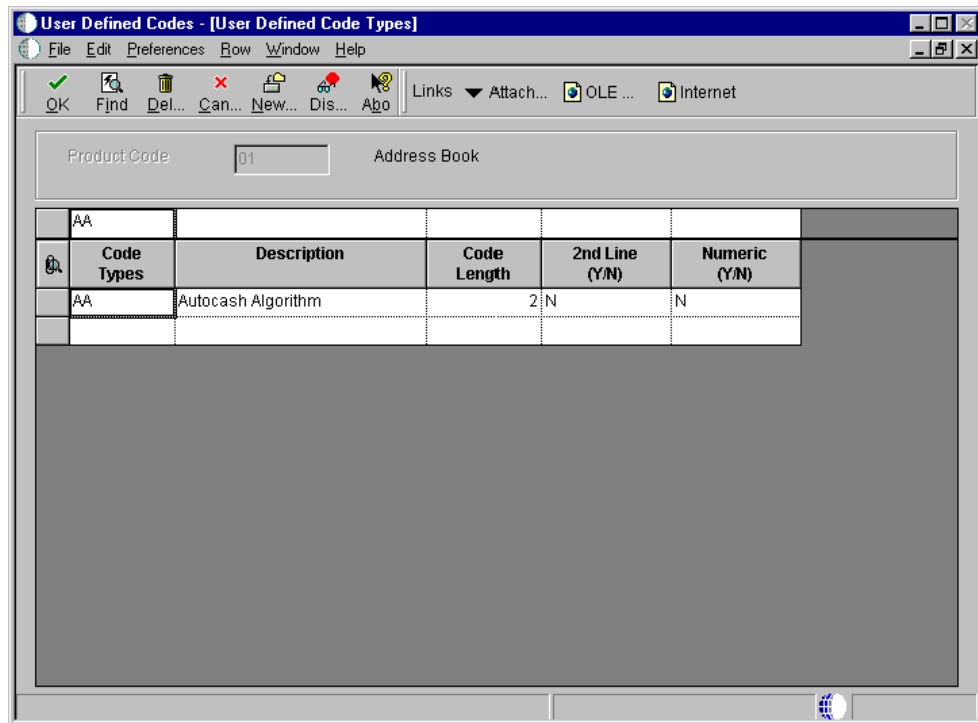 User Defined Codes - [User Defined Code Types]
File Edit Preferences Row Window Help
OK Find Del... Can... New... Dis... Abo Links Attach... OLE ... Internet
Product Code 01 Address Book
AA
Code Types Description Code Length 2nd Line (Y/N) Numeric (Y/N)
AA Autocash Algorithm 2 N N